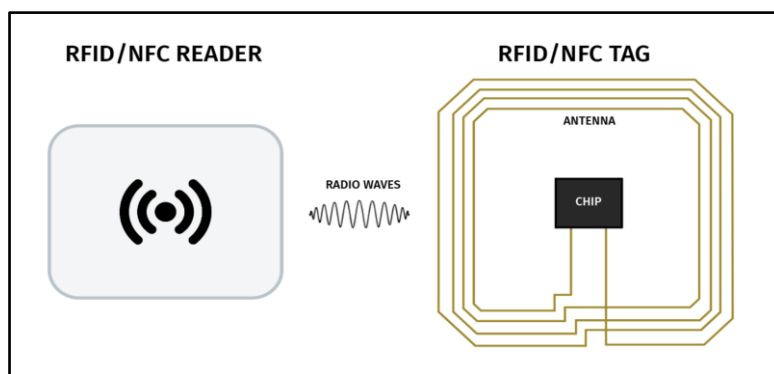 RFID/NFC READER
RFID/NFC TAG
ANTENNA
RADIO WAVES
CHIP